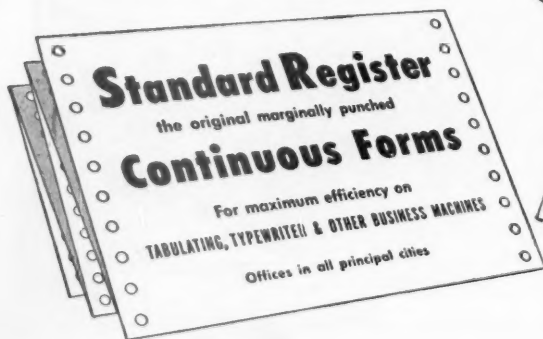 Standard Register
the original marginally punched
Continuous Forms
For maximum efficiency on
TABULATING, TYPEWRITER & OTHER BUSINESS MACHINES
Offices in all principal cities